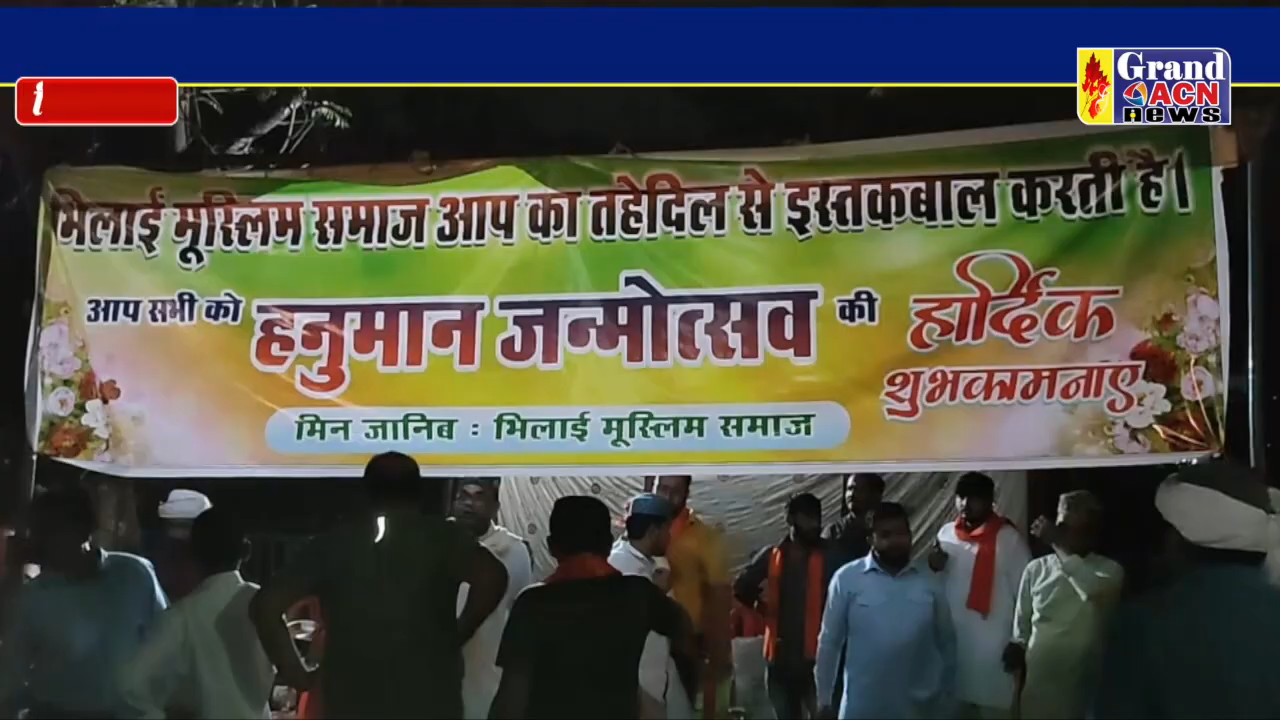 Grand
ACN
news
भिलाई मूस्लिम समाज आप का तहेदिल से इस्तकबाल करती है।
आप सभी को हनुमान जन्मोत्सव की हार्दिक
शुभकामनाएं
मिन जानिब : भिलाई मूस्लिम समाज